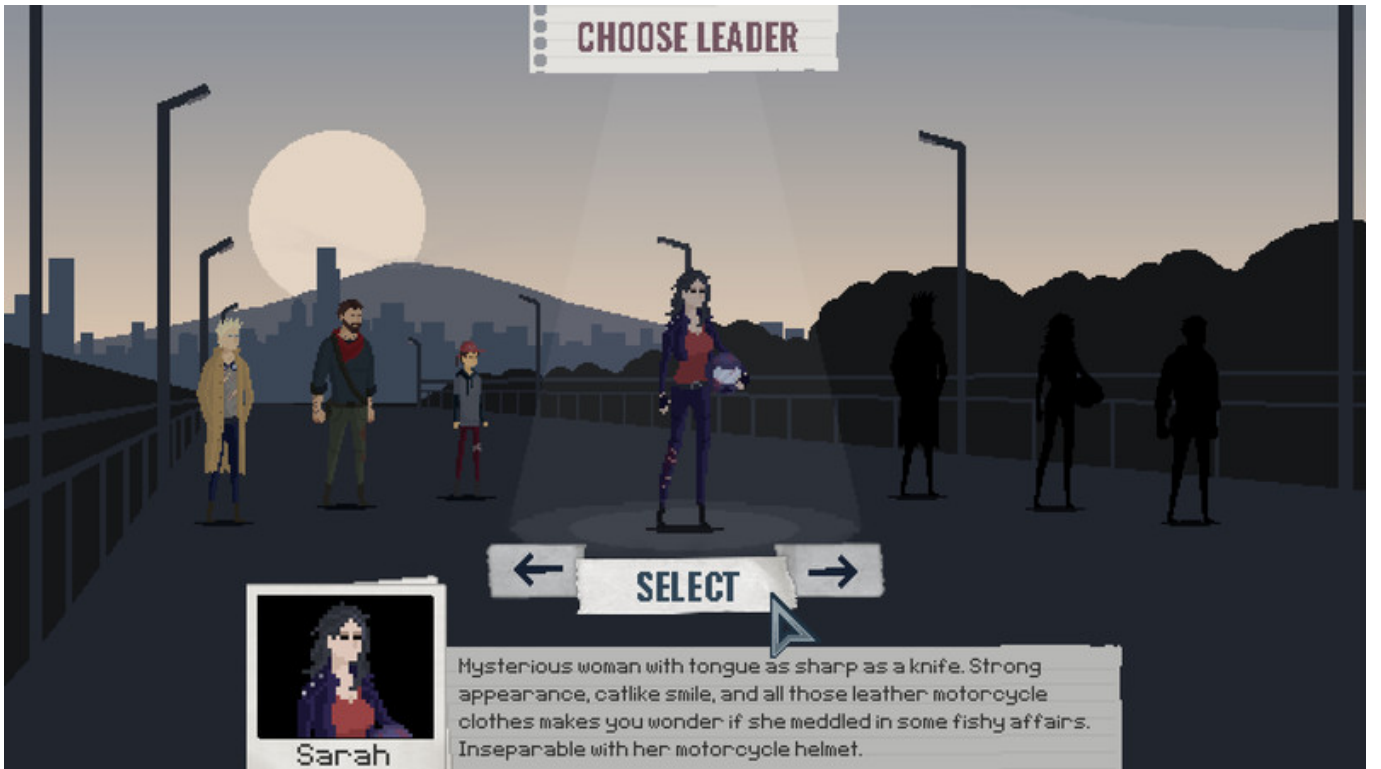 CHOOSE LEADER
SELECT
Mysterious woman with tongue as sharp as a knife. Strong
appearance, catlike smile, and all those leather motorcycle
clothes makes you wonder if she meddled in some fishy affairs.
Inseparable with her motorcycle helmet.
Sarah